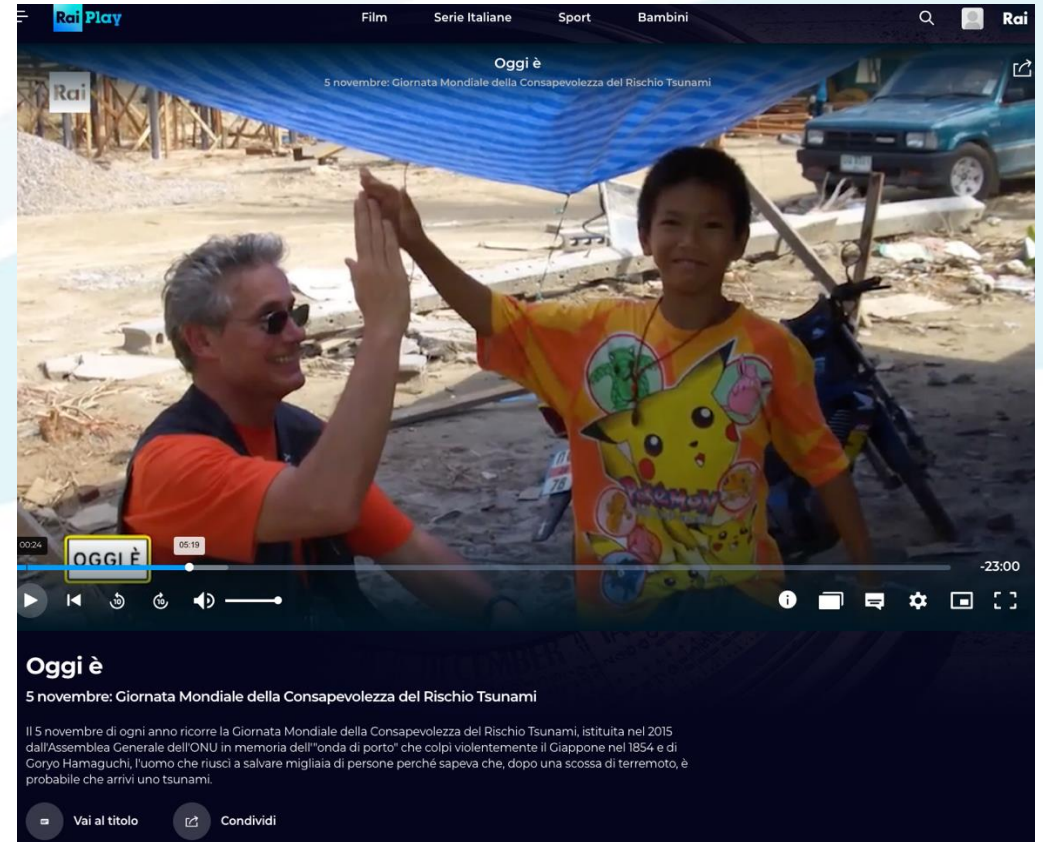 Rai Play Film Serie Italiane Sport Bambini Rai
Oggi è
5 novembre: Giornata Mondiale della Consapevolezza del Rischio Tsunami
Rai
POKéMON
78
00:24
OGGI È
05:19
-23:00
10 10
Oggi è
5 novembre: Giornata Mondiale della Consapevolezza del Rischio Tsunami
Il 5 novembre di ogni anno ricorre la Giornata Mondiale della Consapevolezza del Rischio Tsunami, istituita nel 2015
dall'Assemblea Generale dell'ONU in memoria dell'"onda di porto" che colpì violentemente il Giappone nel 1854 e di
Goryo Hamaguchi, l'uomo che riuscì a salvare migliaia di persone perché sapeva che, dopo una scossa di terremoto, è
probabile che arrivi uno tsunami.
Vai al titolo Condividi